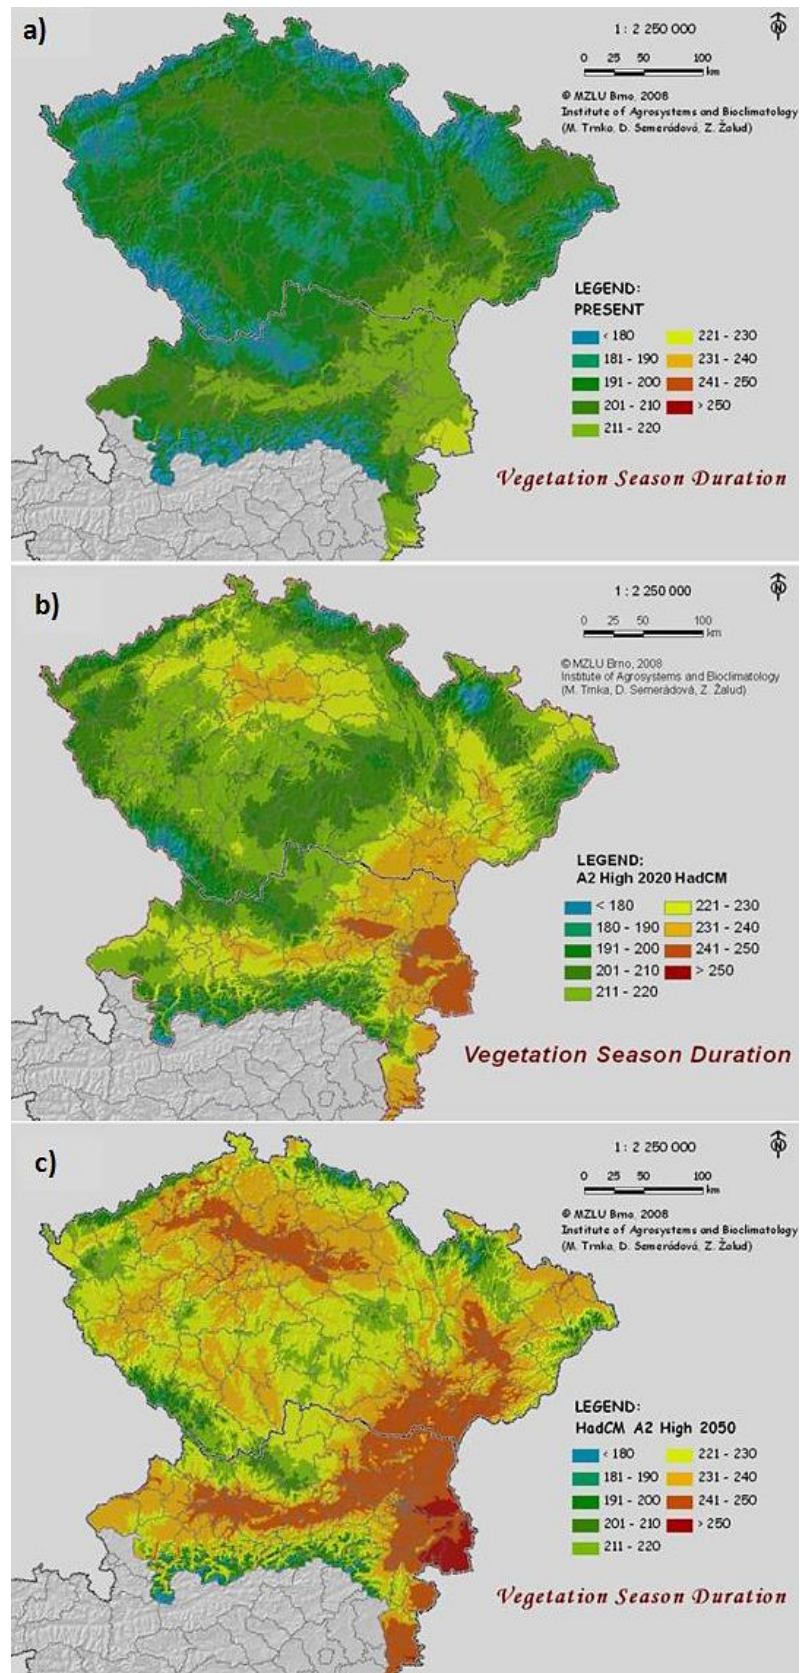 a)
N
1 : 2 250 000
0 25 50 100
km
© MZLU Brno, 2008
Institute of Agrosystems and Bioclimatology
(M. Trnka, D. Semerádová, Z. Žalud)
LEGEND:
PRESENT
< 180 221 - 230
181 - 190 231 - 240
191 - 200 241 - 250
201 - 210 > 250
211 - 220
Vegetation Season Duration
b)
N
1 : 2 250 000
0 25 50 100
km
© MZLU Brno, 2008
Institute of Agrosystems and Bioclimatology
(M. Trnka, D. Semerádová, Z. Žalud)
LEGEND:
A2 High 2020 HadCM
< 180 221 - 230
180 - 190 231 - 240
191 - 200 241 - 250
201 - 210 > 250
211 - 220
Vegetation Season Duration
c)
N
1 : 2 250 000
0 25 50 100
km
© MZLU Brno, 2008
Institute of Agrosystems and Bioclimatology
(M. Trnka, D. Semerádová, Z. Žalud)
LEGEND:
HadCM A2 High 2050
< 180 221 - 230
181 - 190 231 - 240
191 - 200 241 - 250
201 - 210 > 250
211 - 220
Vegetation Season Duration